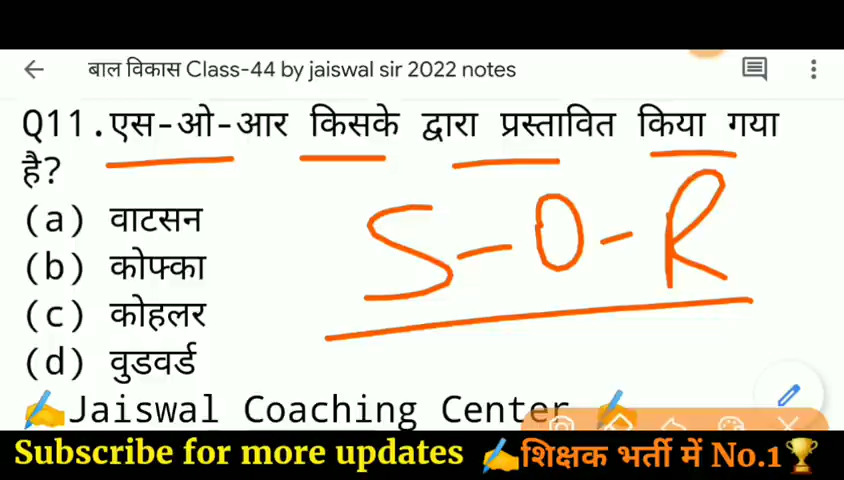 बाल विकास Class-44 by jaiswal sir 2022 notes
Q11.एस-ओ-आर किसके द्वारा प्रस्तावित किया गया
है?
S-O-R
(a) वाटसन
(b) कोफ्का
(c) कोहलर
(d) वुडवर्ड
✍️Jaiswal Coaching Center ✍️
Subscribe for more updates ✍️शिक्षक भर्ती में No.1🏆